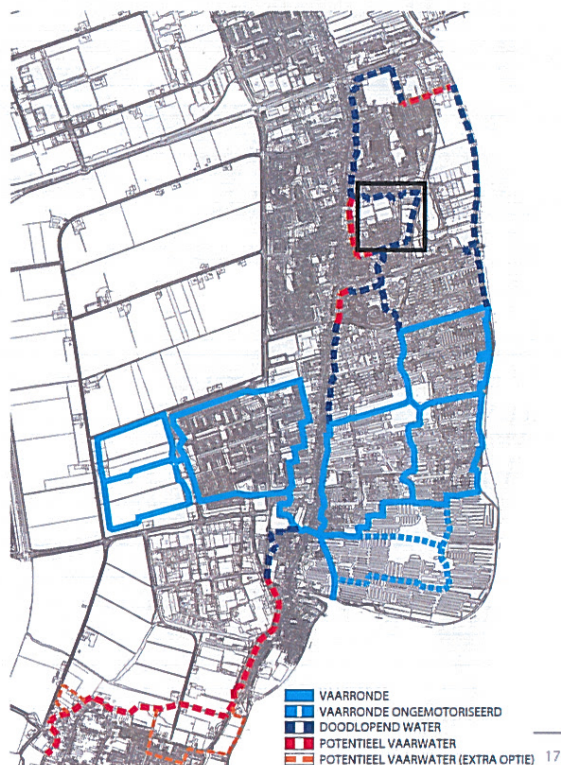 VAARRONDE
VAARRONDE ONGEMOTORISEERD
DOODLOPEND WATER
POTENTIEEL VAARWATER
POTENTIEEL VAARWATER (EXTRA OPTIE)
17